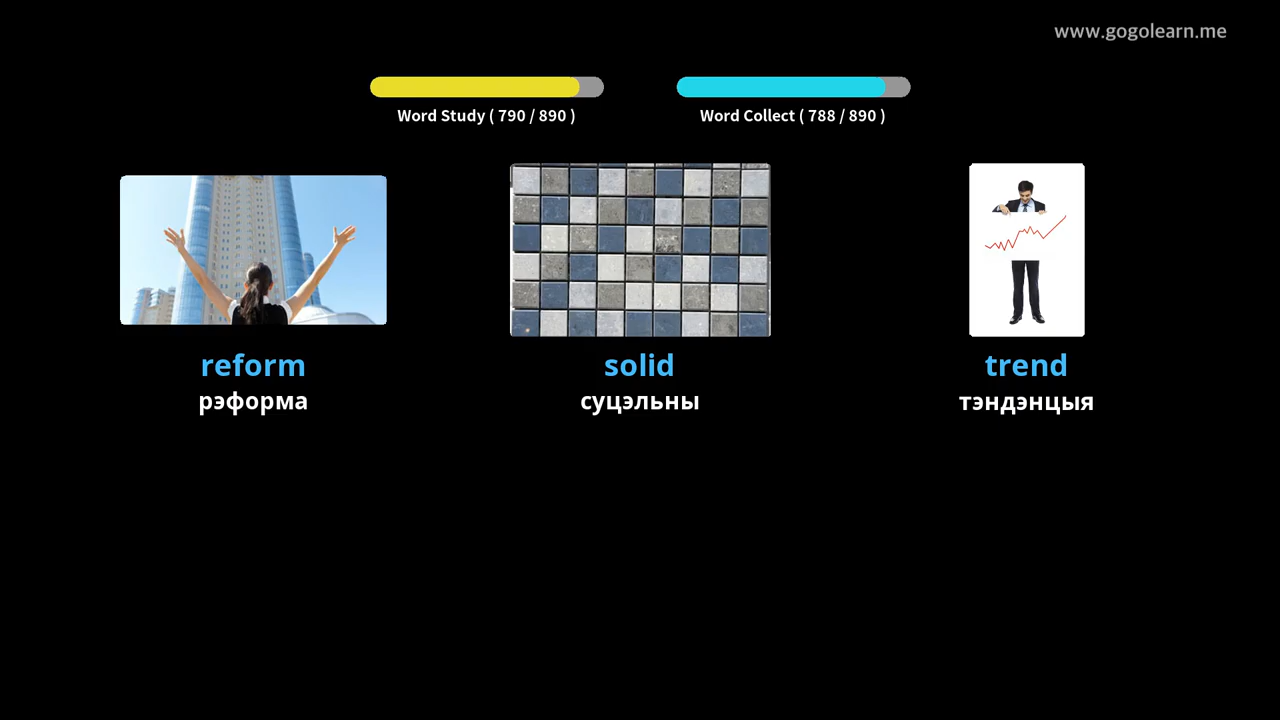 www.gogolearn.me
Word Study ( 790 / 890 )
Word Collect ( 788 / 890 )
reform
рэформа
solid
суцэльны
trend
тэндэнцыя